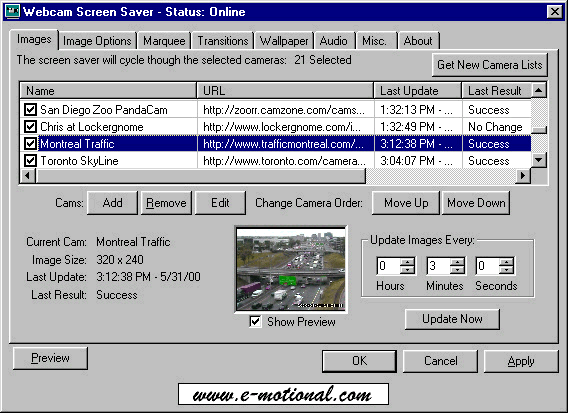 Webcam Screen Saver - Status: Online
Images Image Options Marquee Transitions Wallpaper Audio Misc. About
The screen saver will cycle though the selected cameras: 21 Selected
Get New Camera Lists
Name URL Last Update Last Result
San Diego Zoo PandaCam http://zoorr.camzone.com/cams... 1:32:13 PM - ... Success
Chris at Lockergnome http://www.lockergnome.com/i... 1:32:49 PM - ... No Change
Montreal Traffic http://www.trafficmontreal.com/... 3:12:38 PM - ... Success
Toronto SkyLine http://www.toronto.com/camera... 3:04:07 PM - ... Success
Cams: Add Remove Edit Change Camera Order: Move Up Move Down
Current Cam: Montreal Traffic
Image Size: 320 x 240
Last Update: 3:12:38 PM - 5/31/00
Last Result: Success
Show Preview
Update Images Every:
0 3 0
Hours Minutes Seconds
Update Now
Preview OK Cancel Apply
www.e-motional.com